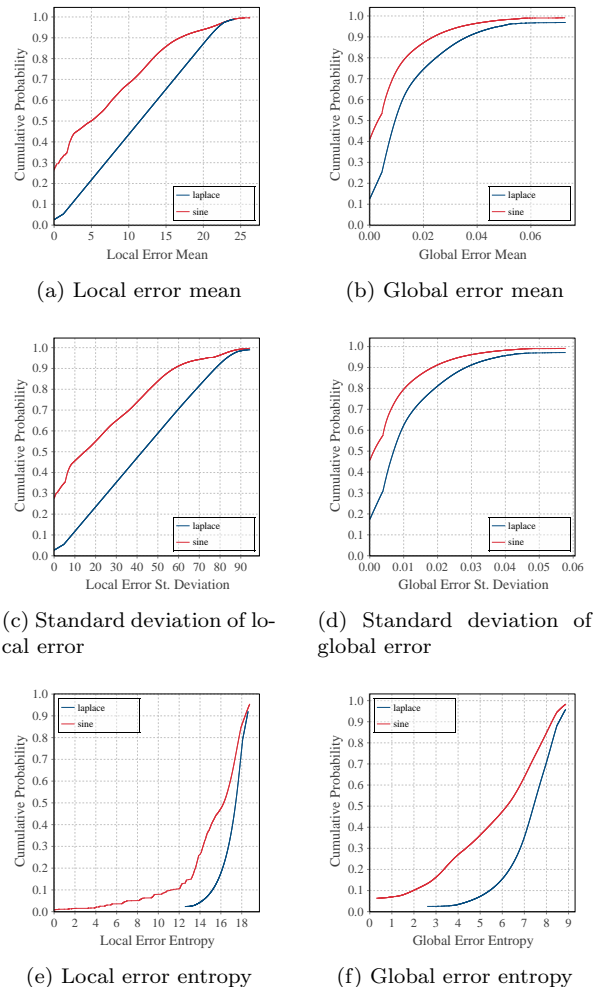 1.0
0.9
0.8
0.7
0.6
0.5
0.4
0.3
0.2
0.1
0.0
Cumulative Probability
laplace
sine
0 5 10 15 20 25
Local Error Mean
(a) Local error mean
1.0
0.9
0.8
0.7
0.6
0.5
0.4
0.3
0.2
0.1
0.0
Cumulative Probability
laplace
sine
0.00 0.02 0.04 0.06
Global Error Mean
(b) Global error mean
1.0
0.9
0.8
0.7
0.6
0.5
0.4
0.3
0.2
0.1
0.0
Cumulative Probability
laplace
sine
0 10 20 30 40 50 60 70 80 90
Local Error St. Deviation
(c) Standard deviation of lo-
cal error
1.0
0.9
0.8
0.7
0.6
0.5
0.4
0.3
0.2
0.1
0.0
Cumulative Probability
laplace
sine
0.00 0.01 0.02 0.03 0.04 0.05 0.06
Global Error St. Deviation
(d) Standard deviation of
global error
1.0
0.9
0.8
0.7
0.6
0.5
0.4
0.3
0.2
0.1
0.0
Cumulative Probability
laplace
sine
0 2 4 6 8 10 12 14 16 18
Local Error Entropy
(e) Local error entropy
1.0
0.9
0.8
0.7
0.6
0.5
0.4
0.3
0.2
0.1
0.0
Cumulative Probability
laplace
sine
0 1 2 3 4 5 6 7 8 9
Global Error Entropy
(f) Global error entropy